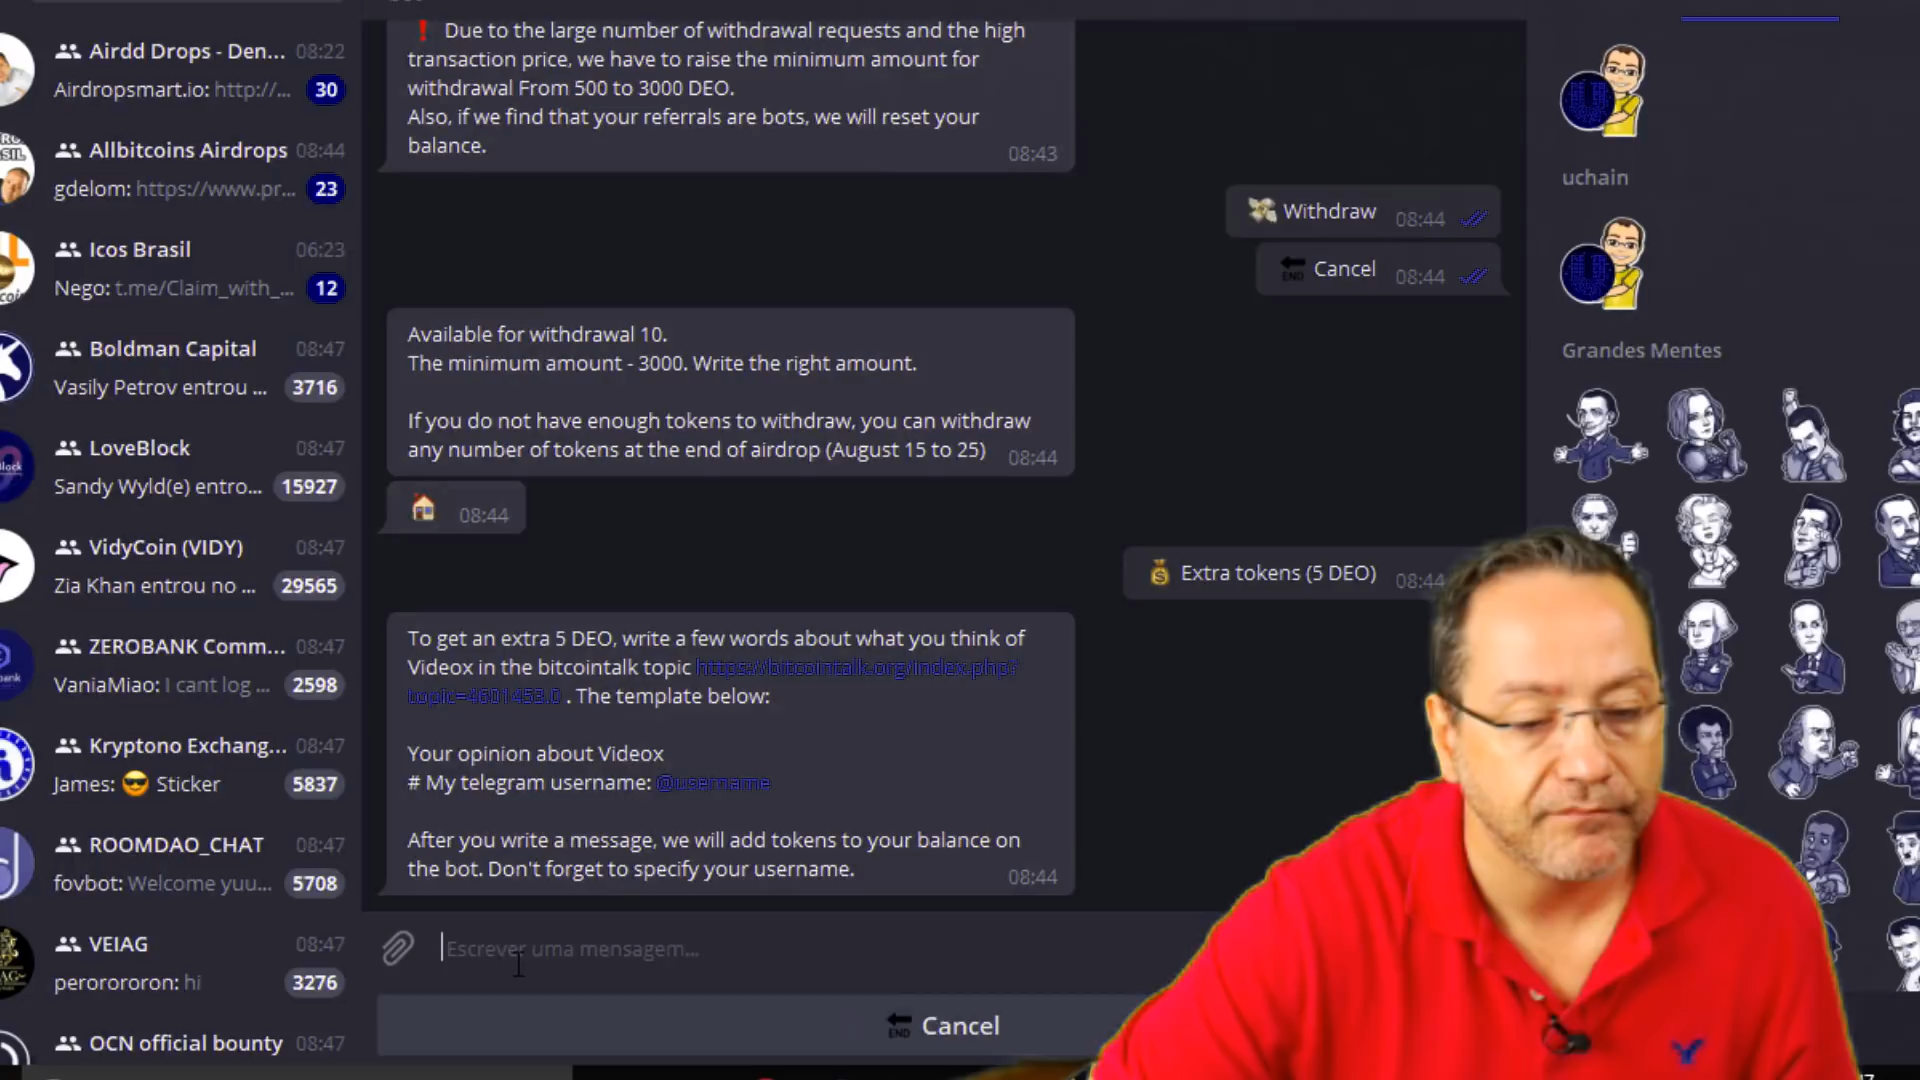 Airdd Drops - Den... 08:22
Airdropsmart.io: http://... 30
Allbitcoins Airdrops 08:44
gdelom: https://www.pr... 23
Icos Brasil 06:23
Nego: t.me/Claim_with_... 12
Boldman Capital 08:47
Vasily Petrov entrou ... 3716
LoveBlock 08:47
Sandy Wyld(e) entro... 15927
VidyCoin (VIDY) 08:47
Zia Khan entrou no ... 29565
ZEROBANK Comm... 08:47
VaniaMiao: I cant log ... 2598
Kryptono Exchang... 08:47
James: 😎 Sticker 5837
ROOMDAO_CHAT 08:47
fovbot: Welcome yuu... 5708
VEIAG 08:47
perorororon: hi 3276
OCN official bounty 08:47
❗ Due to the large number of withdrawal requests and the high
transaction price, we have to raise the minimum amount for
withdrawal From 500 to 3000 DEO.
Also, if we find that your referrals are bots, we will reset your
balance. 08:43
Withdraw 08:44
END Cancel 08:44
Available for withdrawal 10.
The minimum amount - 3000. Write the right amount.
If you do not have enough tokens to withdraw, you can withdraw
any number of tokens at the end of airdrop (August 15 to 25) 08:44
08:44
Extra tokens (5 DEO) 08:44
To get an extra 5 DEO, write a few words about what you think of
Videox in the bitcointalk topic https://bitcointalk.org/index.php?
topic=4601453.0 . The template below:
Your opinion about Videox
# My telegram username: @username
After you write a message, we will add tokens to your balance on
the bot. Don't forget to specify your username. 08:44
Escrever uma mensagem...
END Cancel
uchain
Grandes Mentes